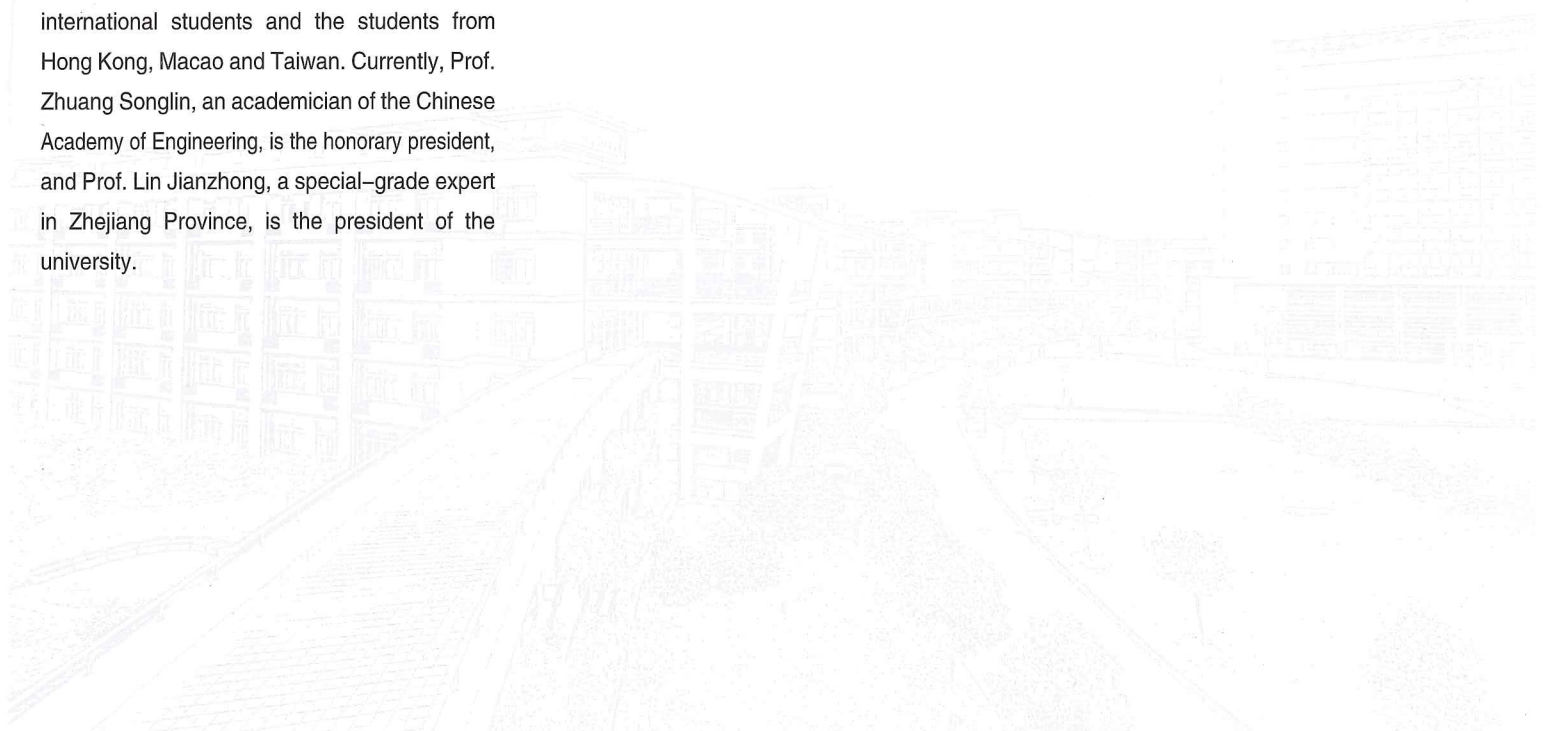 international students and the students from
Hong Kong, Macao and Taiwan. Currently, Prof.
Zhuang Songlin, an academician of the Chinese
Academy of Engineering, is the honorary president,
and Prof. Lin Jianzhong, a special–grade expert
in Zhejiang Province, is the president of the
university.